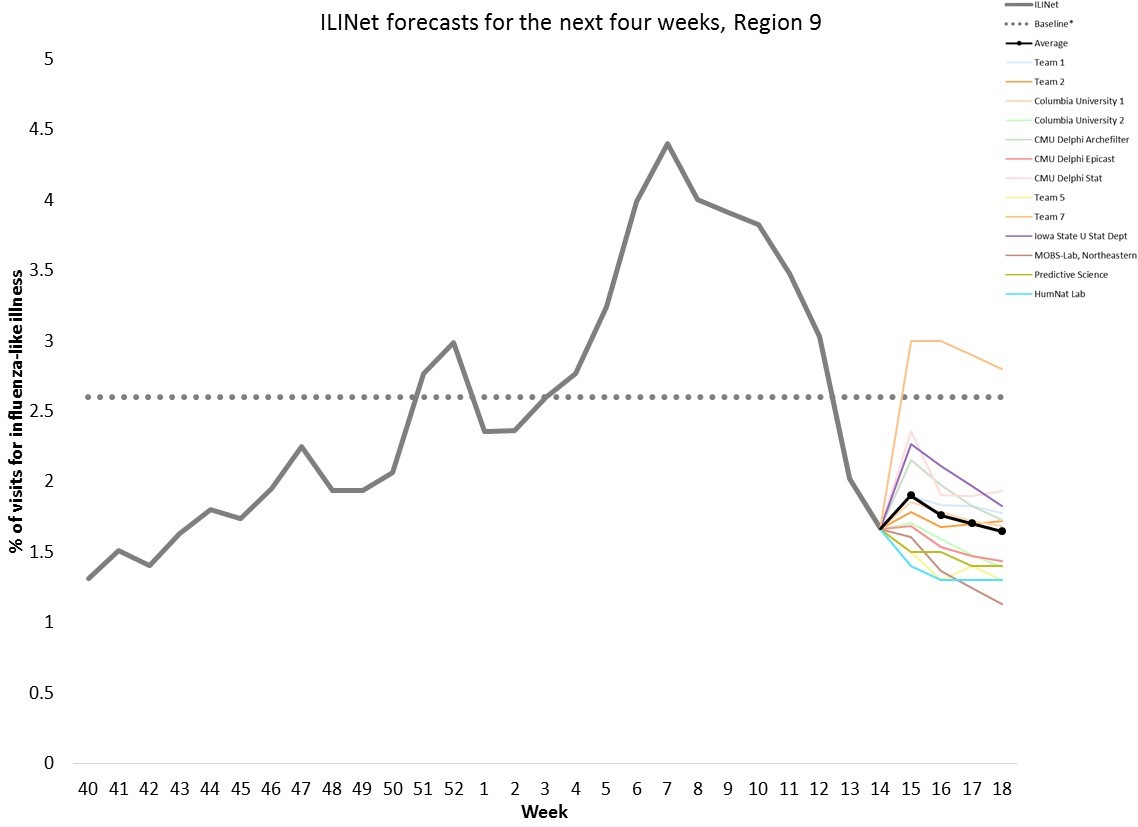 ILINet forecasts for the next four weeks, Region 9
ILINet
Baseline*
Average
Team 1
Team 2
Columbia University 1
Columbia University 2
CMU Delphi Archefilter
CMU Delphi Epicast
CMU Delphi Stat
Team 5
Team 7
Iowa State U Stat Dept
MOBS-Lab, Northeastern
Predictive Science
HumNat Lab
% of visits for influenza-like illness
5
4.5
4
3.5
3
2.5
2
1.5
1
0.5
0
40 41 42 43 44 45 46 47 48 49 50 51 52 1 2 3 4 5 6 7 8 9 10 11 12 13 14 15 16 17 18
Week